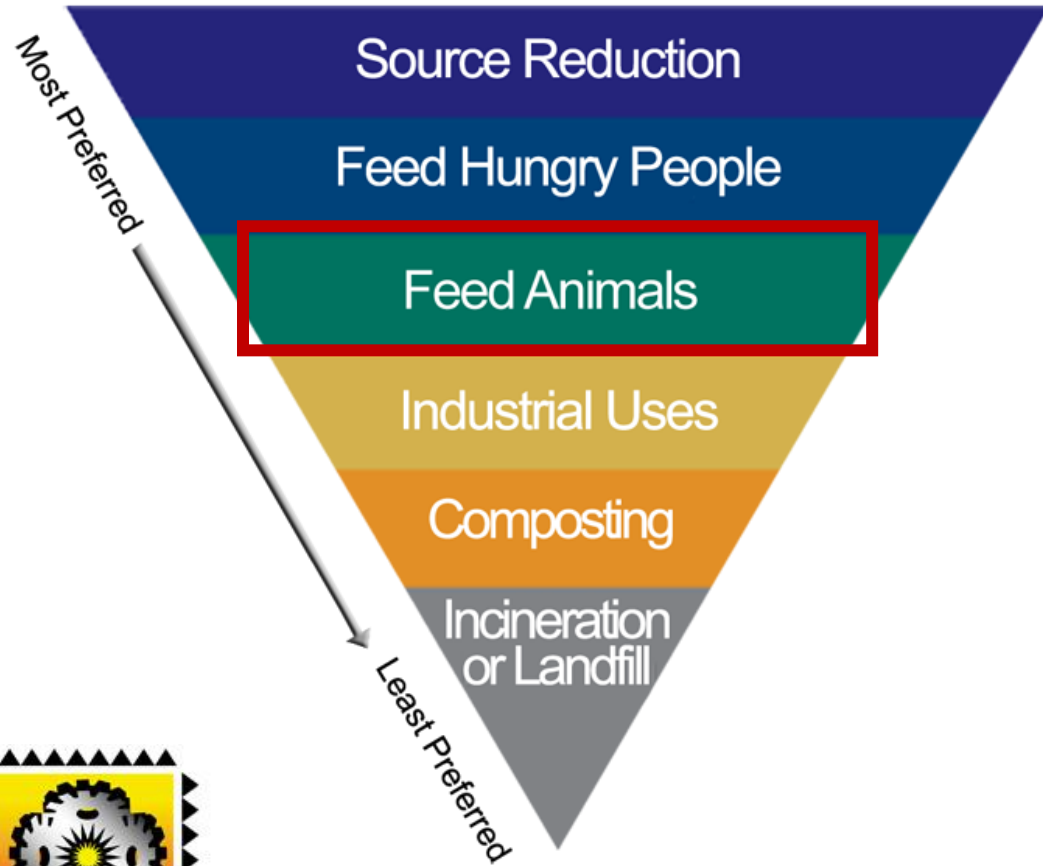 Source Reduction
Most Preferred
Feed Hungry People
Feed Animals
Industrial Uses
Composting
Incineration
or Landfill
Least Preferred